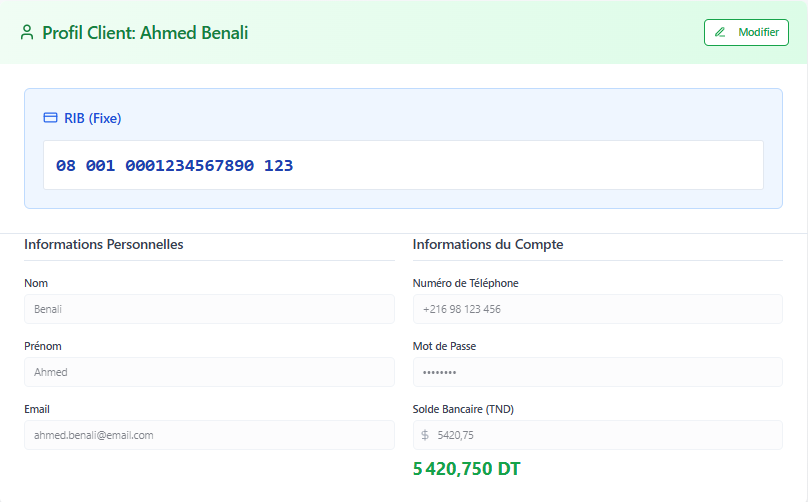 Profil Client: Ahmed Benali
Modifier
RIB (Fixe)
08 001 0001234567890 123
Informations Personnelles
Nom
Benali
Prénom
Ahmed
Email
ahmed.benali@email.com
Informations du Compte
Numéro de Téléphone
+216 98 123 456
Mot de Passe
••••••••
Solde Bancaire (TND)
$ 5420,75
5 420,750 DT